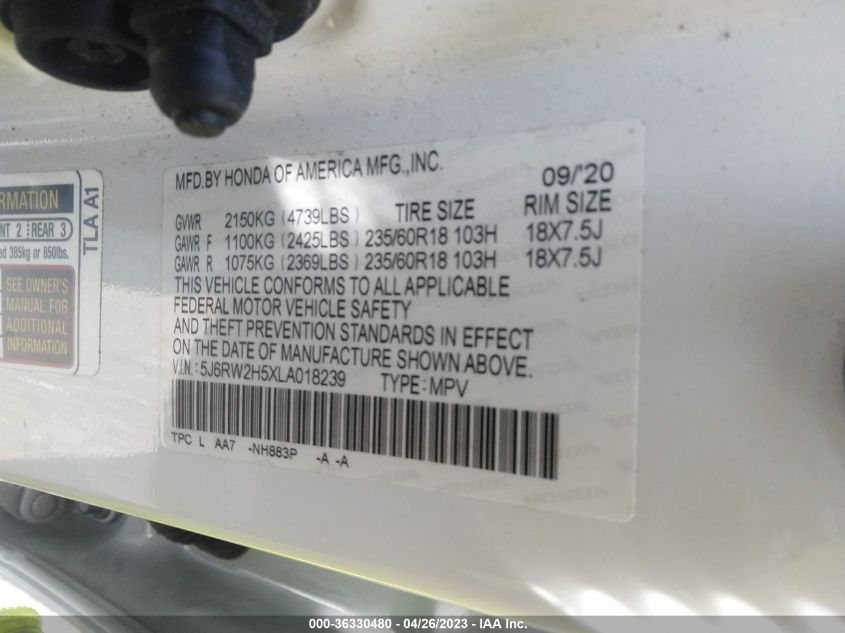 MFD.BY HONDA OF AMERICA MFG.,INC. 09/'20
GVWR 2150KG (4739LBS) TIRE SIZE RIM SIZE
GAWR F 1100KG (2425LBS) 235/60R18 103H 18X7.5J
GAWR R 1075KG (2369LBS) 235/60R18 103H 18X7.5J
THIS VEHICLE CONFORMS TO ALL APPLICABLE
FEDERAL MOTOR VEHICLE SAFETY
AND THEFT PREVENTION STANDARDS IN EFFECT
ON THE DATE OF MANUFACTURE SHOWN ABOVE.
VIN.: 5J6RW2H5XLA018239 TYPE: MPV
TPC L AA7 -NH883P -A -A
2 REAR 3
385kg or 850lbs.
SEE OWNER'S
MANUAL FOR
ADDITIONAL
INFORMATION
TLA A1
000-36330480 - 04/26/2023 - IAA Inc.